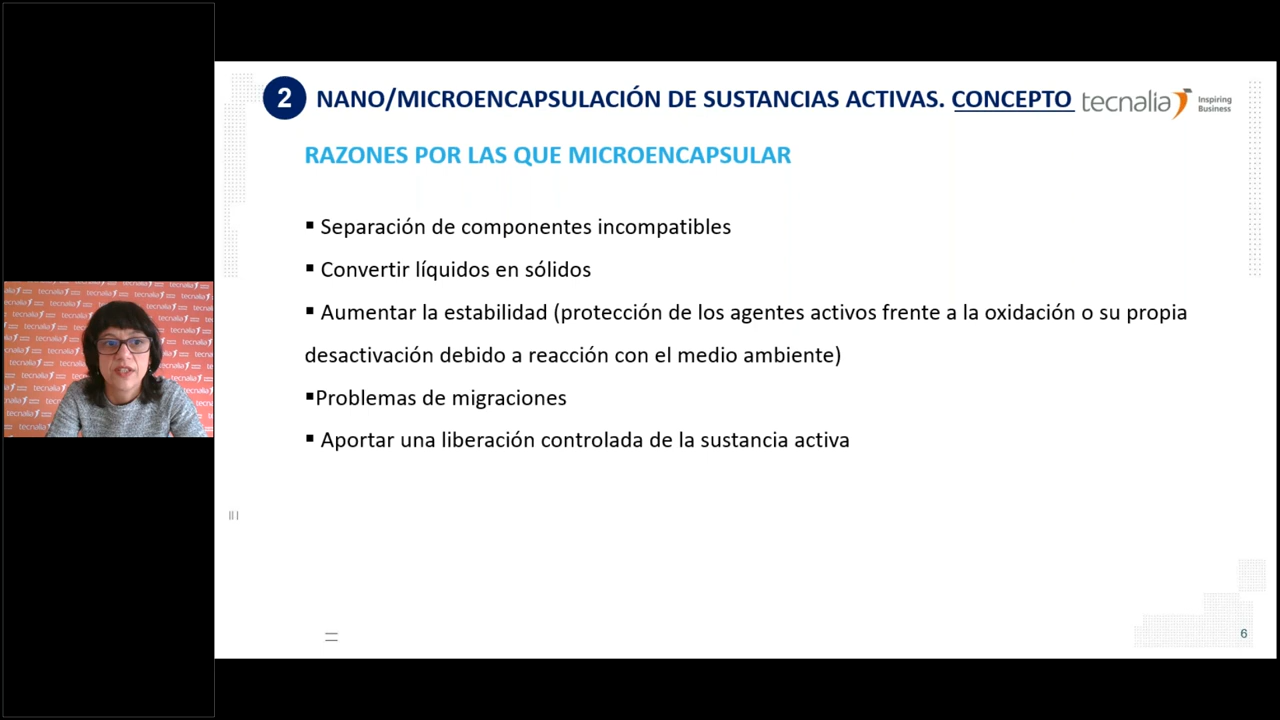 2 NANO/MICROENCAPSULACIÓN DE SUSTANCIAS ACTIVAS. CONCEPTO
tecnalia Inspiring Business
RAZONES POR LAS QUE MICROENCAPSULAR
▪ Separación de componentes incompatibles
▪ Convertir líquidos en sólidos
▪ Aumentar la estabilidad (protección de los agentes activos frente a la oxidación o su propia
desactivación debido a reacción con el medio ambiente)
▪Problemas de migraciones
▪ Aportar una liberación controlada de la sustancia activa
6